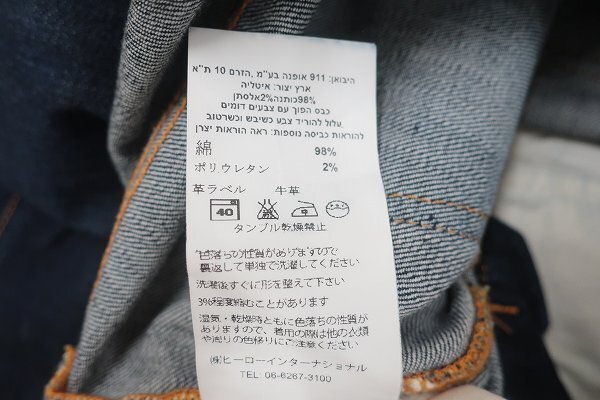 היבואן: 911 אופנה בע"מ, הזרם 10 ת"א
ארץ יצור: איטליה
98%כותנה2%אלסתן
כבס הפוך עם צבעים דומים
עלול להוריד צבע כשיבש וכשרטוב.
להוראות כביסה נוספות: ראה הוראות יצרן
綿 98%
ポリウレタン 2%
革ラベル 牛革
40
タンブル乾燥禁止
色落ちの性質がありますので
裏返して単独で洗濯してください
洗濯後すぐに形を整えて下さい
3%程度縮むことがあります
湿気・乾燥時ともに色落ちの性質が
ありますので、着用の際は他の衣類
や周りの色移りにご注意ください
㈱ヒーローインターナショナル
TEL: 06-6267-3100